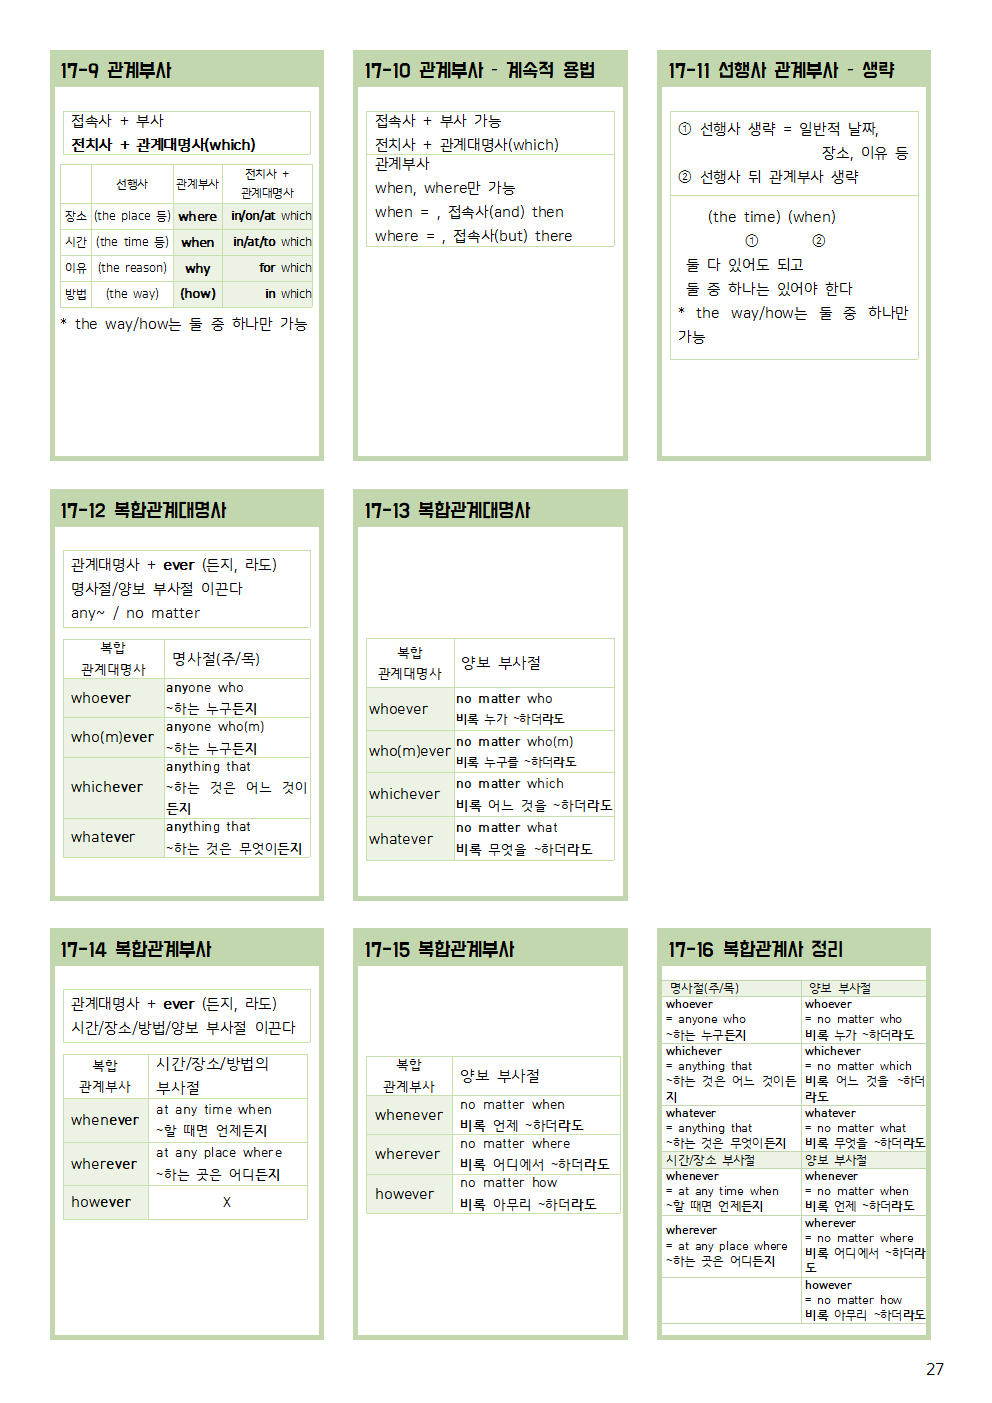 17-9 관계부사
접속사 + 부사
전치사 + 관계대명사(which)
선행사 관계부사 전치사 +
관계대명사
장소 (the place 등) where in/on/at which
시간 (the time 등) when in/at/to which
이유 (the reason) why for which
방법 (the way) (how) in which
* the way/how는 둘 중 하나만 가능
17-10 관계부사 - 계속적 용법
접속사 + 부사 가능
전치사 + 관계대명사(which)
관계부사
when, where만 가능
when = , 접속사(and) then
where = , 접속사(but) there
17-11 선행사 관계부사 - 생략
① 선행사 생략 = 일반적 날짜,
장소, 이유 등
② 선행사 뒤 관계부사 생략
(the time) (when)
① ②
둘 다 있어도 되고
둘 중 하나는 있어야 한다
* the way/how는 둘 중 하나만
가능
17-12 복합관계대명사
관계대명사 + ever (든지, 라도)
명사절/양보 부사절 이끈다
any~ / no matter
복합
관계대명사
명사절(주/목)
whoever
anyone who
~하는 누구든지
who(m)ever
anyone who(m)
~하는 누구든지
whichever
anything that
~하는 것은 어느 것이
든지
whatever
anything that
~하는 것은 무엇이든지
17-13 복합관계대명사
복합
관계대명사
양보 부사절
whoever
no matter who
비록 누가 ~하더라도
who(m)ever
no matter who(m)
비록 누구를 ~하더라도
whichever
no matter which
비록 어느 것을 ~하더라도
whatever
no matter what
비록 무엇을 ~하더라도
17-14 복합관계부사
관계대명사 + ever (든지, 라도)
시간/장소/방법/양보 부사절 이끈다
복합
관계부사
시간/장소/방법의
부사절
whenever
at any time when
~할 때면 언제든지
wherever
at any place where
~하는 곳은 어디든지
however X
17-15 복합관계부사
복합
관계부사
양보 부사절
whenever
no matter when
비록 언제 ~하더라도
wherever
no matter where
비록 어디에서 ~하더라도
however
no matter how
비록 아무리 ~하더라도
17-16 복합관계사 정리
명사절(주/목) 양보 부사절
whoever
= anyone who
~하는 누구든지
whoever
= no matter who
비록 누가 ~하더라도
whichever
= anything that
~하는 것은 어느 것이든
지
whichever
= no matter which
비록 어느 것을 ~하더
라도
whatever
= anything that
~하는 것은 무엇이든지
whatever
= no matter what
비록 무엇을 ~하더라도
시간/장소 부사절 양보 부사절
whenever
= at any time when
~할 때면 언제든지
whenever
= no matter when
비록 언제 ~하더라도
wherever
= at any place where
~하는 곳은 어디든지
wherever
= no matter where
비록 어디에서 ~하더라
도
however
= no matter how
비록 아무리 ~하더라도
27